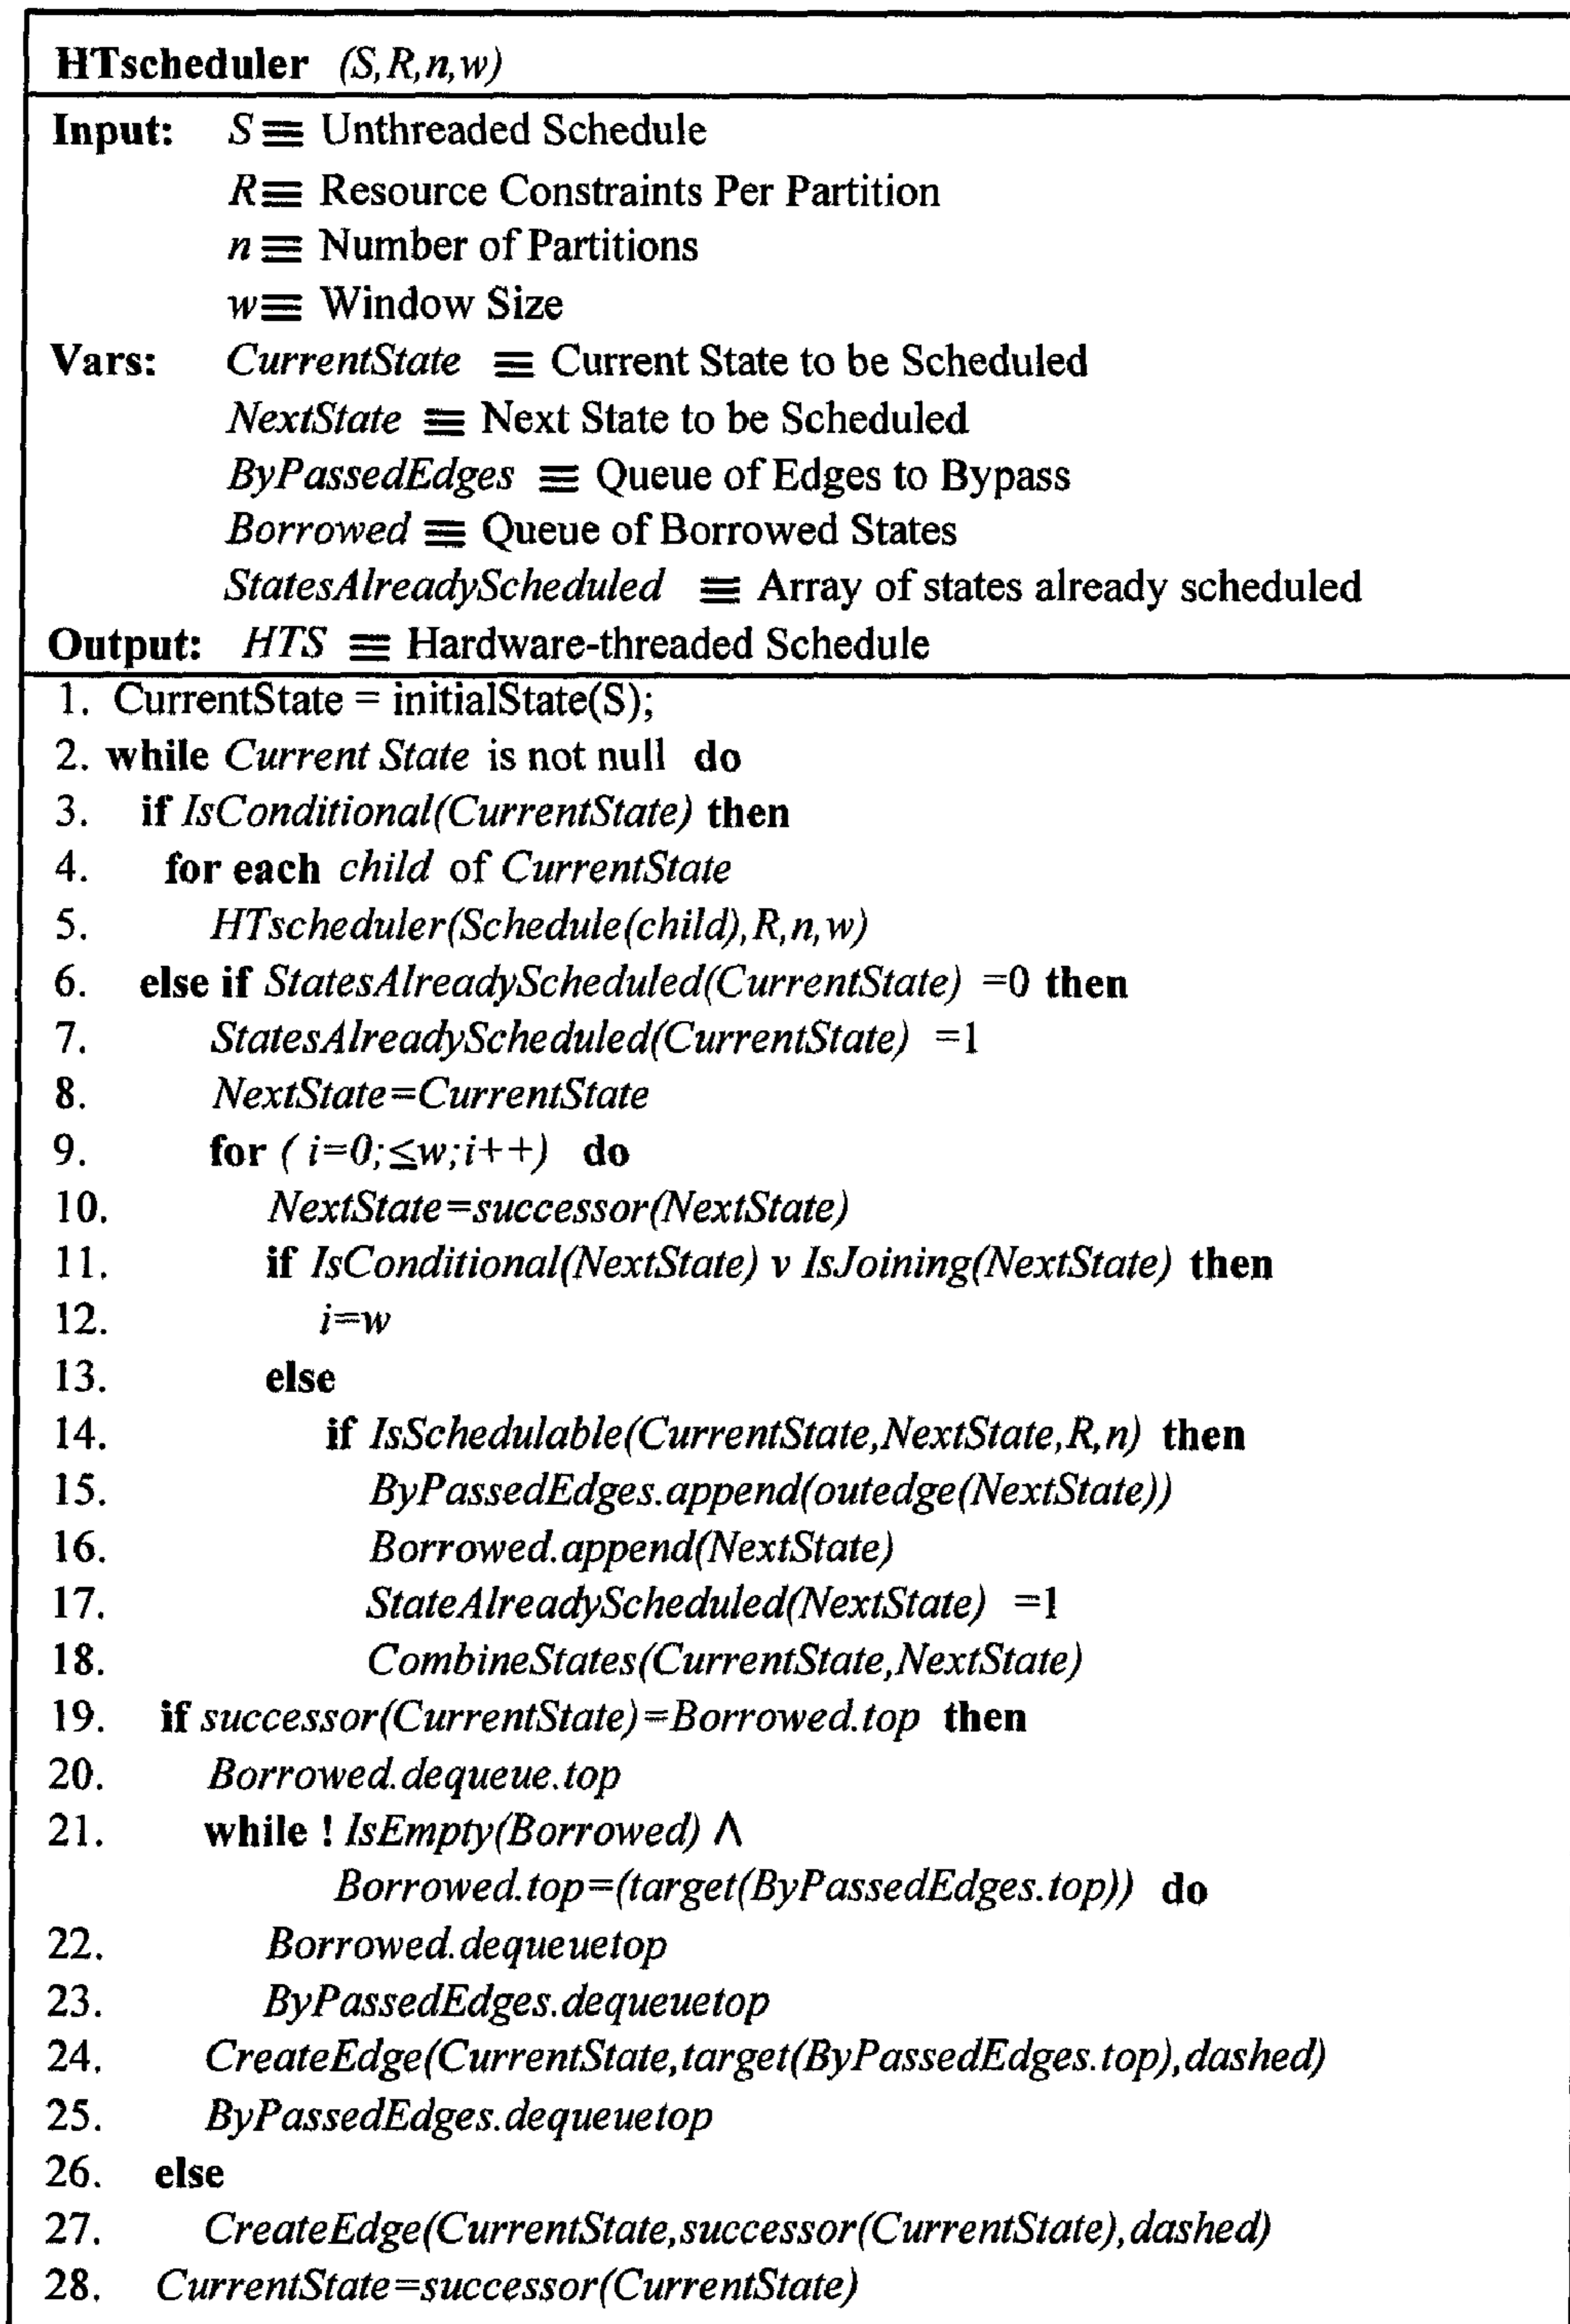 HTscheduler (S,R,n,w)
Input: S≡ Unthreaded Schedule
R≡ Resource Constraints Per Partition
n≡ Number of Partitions
w≡ Window Size
Vars: CurrentState ≡ Current State to be Scheduled
NextState ≡ Next State to be Scheduled
ByPassedEdges ≡ Queue of Edges to Bypass
Borrowed ≡ Queue of Borrowed States
StatesAlreadyScheduled ≡ Array of states already scheduled
Output: HTS ≡ Hardware-threaded Schedule
1. CurrentState = initialState(S);
2. while Current State is not null do
3. if IsConditional(CurrentState) then
4. for each child of CurrentState
5. HTscheduler(Schedule(child),R,n,w)
6. else if StatesAlreadyScheduled(CurrentState) =0 then
7. StatesAlreadyScheduled(CurrentState) =1
8. NextState=CurrentState
9. for ( i=0;≤w;i++) do
10. NextState=successor(NextState)
11. if IsConditional(NextState) v IsJoining(NextState) then
12. i=w
13. else
14. if IsSchedulable(CurrentState,NextState,R,n) then
15. ByPassedEdges.append(outedge(NextState))
16. Borrowed.append(NextState)
17. StateAlreadyScheduled(NextState) =1
18. CombineStates(CurrentState,NextState)
19. if successor(CurrentState)=Borrowed.top then
20. Borrowed.dequeue.top
21. while ! IsEmpty(Borrowed) Λ
Borrowed.top=(target(ByPassedEdges.top)) do
22. Borrowed.dequeuetop
23. ByPassedEdges.dequeuetop
24. CreateEdge(CurrentState,target(ByPassedEdges.top),dashed)
25. ByPassedEdges.dequeuetop
26. else
27. CreateEdge(CurrentState,successor(CurrentState),dashed)
28. CurrentState=successor(CurrentState)